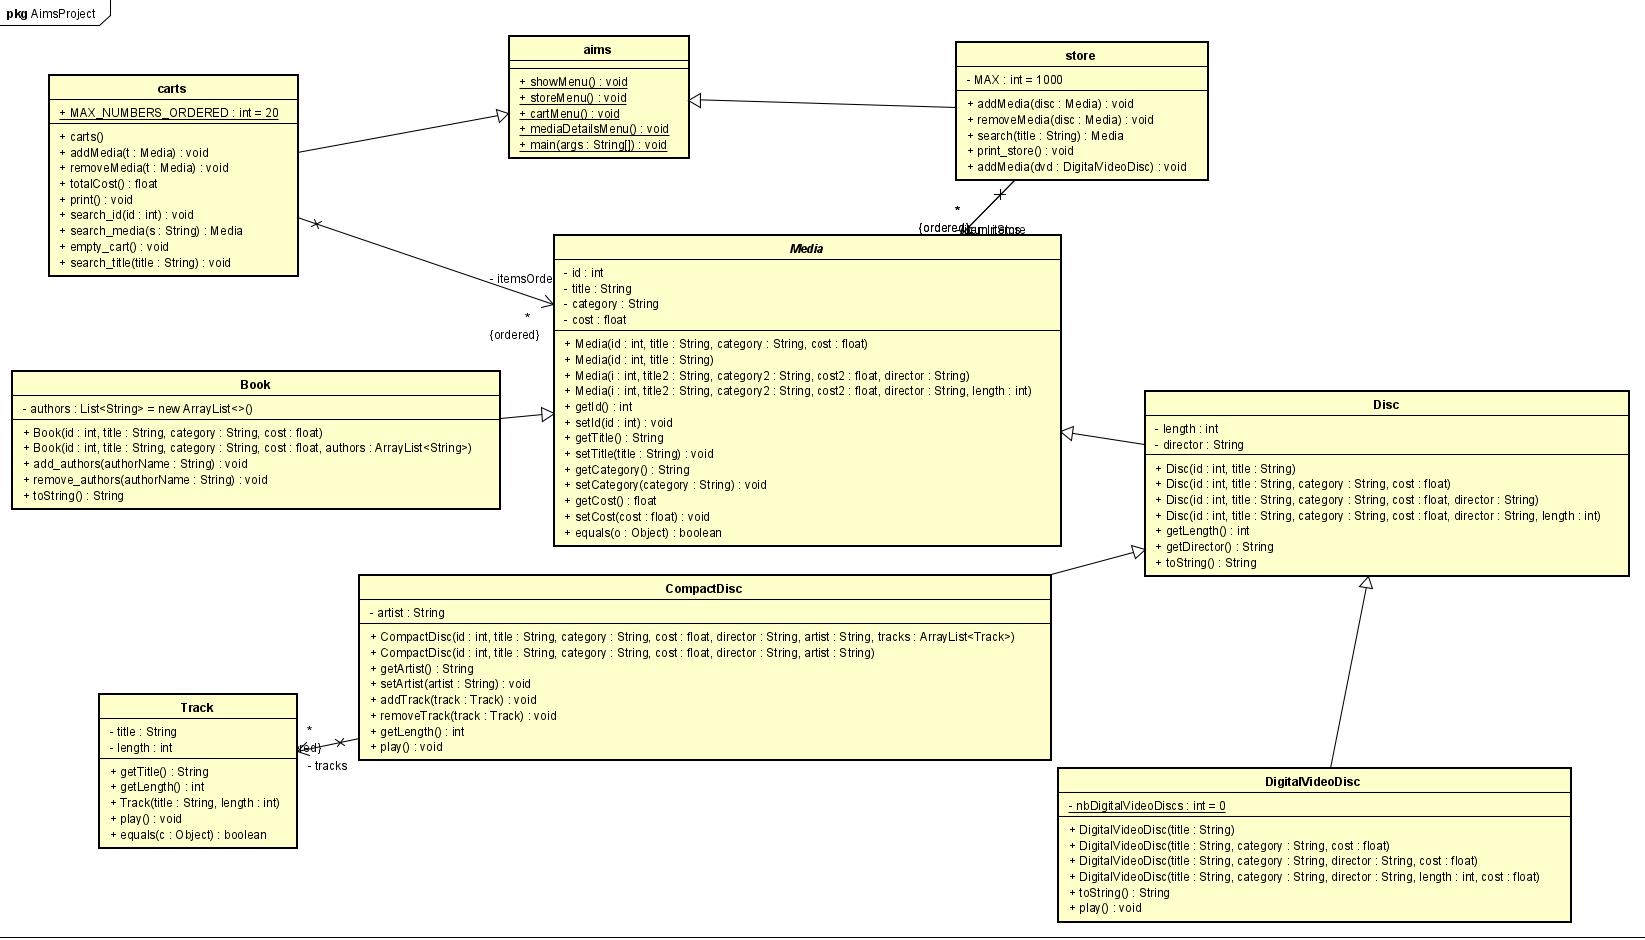 pkg AimsProject
aims
+ showMenu() : void
+ storeMenu() : void
+ cartMenu() : void
+ mediaDetailsMenu() : void
+ main(args : String[]) : void
store
- MAX : int = 1000
+ addMedia(disc : Media) : void
+ removeMedia(disc : Media) : void
+ search(title : String) : Media
+ print_store() : void
+ addMedia(dvd : DigitalVideoDisc) : void
carts
+ MAX_NUMBERS_ORDERED : int = 20
+ carts()
+ addMedia(t : Media) : void
+ removeMedia(t : Media) : void
+ totalCost() : float
+ print() : void
+ search_id(id : int) : void
+ search_media(s : String) : Media
+ empty_cart() : void
+ search_title(title : String) : void
*
{ordered}
- itemsOrde
*
{ordered}
Media
- id : int
- title : String
- category : String
- cost : float
+ Media(id : int, title : String, category : String, cost : float)
+ Media(id : int, title : String)
+ Media(i : int, title2 : String, category2 : String, cost2 : float, director : String)
+ Media(i : int, title2 : String, category2 : String, cost2 : float, director : String, length : int)
+ getId() : int
+ setId(id : int) : void
+ getTitle() : String
+ setTitle(title : String) : void
+ getCategory() : String
+ setCategory(category : String) : void
+ getCost() : float
+ setCost(cost : float) : void
+ equals(o : Object) : boolean
Book
- authors : List<String> = new ArrayList<>()
+ Book(id : int, title : String, category : String, cost : float)
+ Book(id : int, title : String, category : String, cost : float, authors : ArrayList<String>)
+ add_authors(authorName : String) : void
+ remove_authors(authorName : String) : void
+ toString() : String
Disc
- length : int
- director : String
+ Disc(id : int, title : String)
+ Disc(id : int, title : String, category : String, cost : float)
+ Disc(id : int, title : String, category : String, cost : float, director : String)
+ Disc(id : int, title : String, category : String, cost : float, director : String, length : int)
+ getLength() : int
+ getDirector() : String
+ toString() : String
CompactDisc
- artist : String
+ CompactDisc(id : int, title : String, category : String, cost : float, director : String, artist : String, tracks : ArrayList<Track>)
+ CompactDisc(id : int, title : String, category : String, cost : float, director : String, artist : String)
+ getArtist() : String
+ setArtist(artist : String) : void
+ addTrack(track : Track) : void
+ removeTrack(track : Track) : void
+ getLength() : int
+ play() : void
Track
- title : String
- length : int
+ getTitle() : String
+ getLength() : int
+ Track(title : String, length : int)
+ play() : void
+ equals(c : Object) : boolean
*
red}
- tracks
DigitalVideoDisc
- nbDigitalVideoDiscs : int = 0
+ DigitalVideoDisc(title : String)
+ DigitalVideoDisc(title : String, category : String, cost : float)
+ DigitalVideoDisc(title : String, category : String, director : String, cost : float)
+ DigitalVideoDisc(title : String, category : String, director : String, length : int, cost : float)
+ toString() : String
+ play() : void